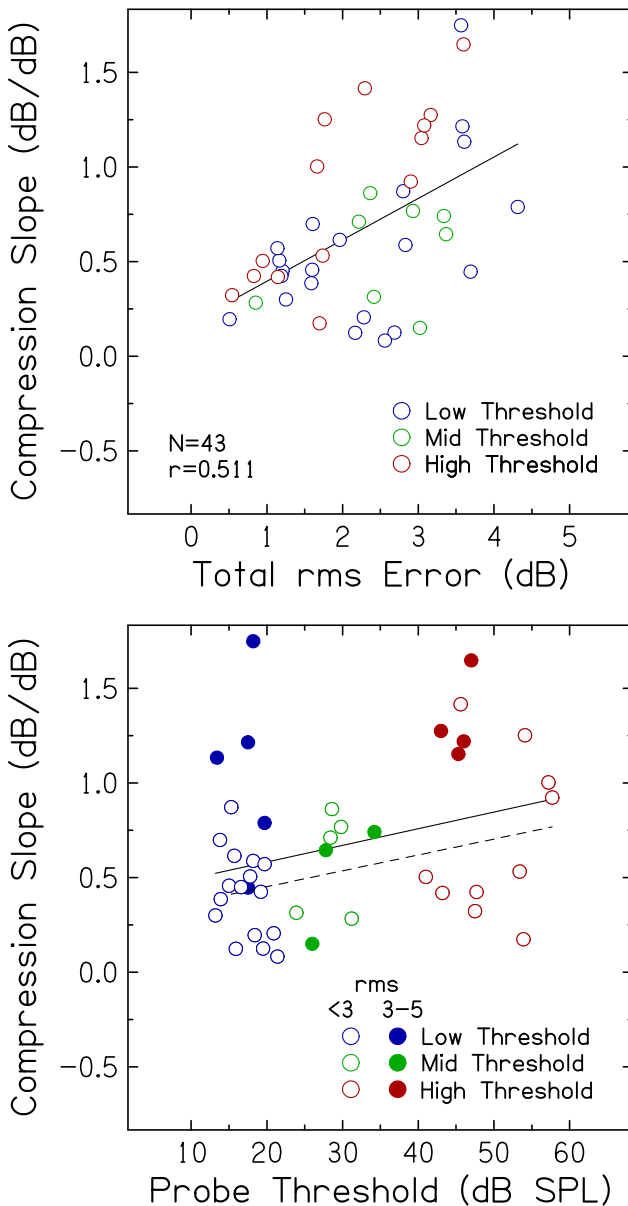 Compression Slope (dB/dB)
1.5
1.0
0.5
0.0
−0.5
N=43
r=0.511
Low Threshold
Mid Threshold
High Threshold
0 1 2 3 4 5
Total rms Error (dB)
Compression Slope (dB/dB)
1.5
1.0
0.5
0.0
−0.5
rms
<3 3−5
Low Threshold
Mid Threshold
High Threshold
10 20 30 40 50 60
Probe Threshold (dB SPL)